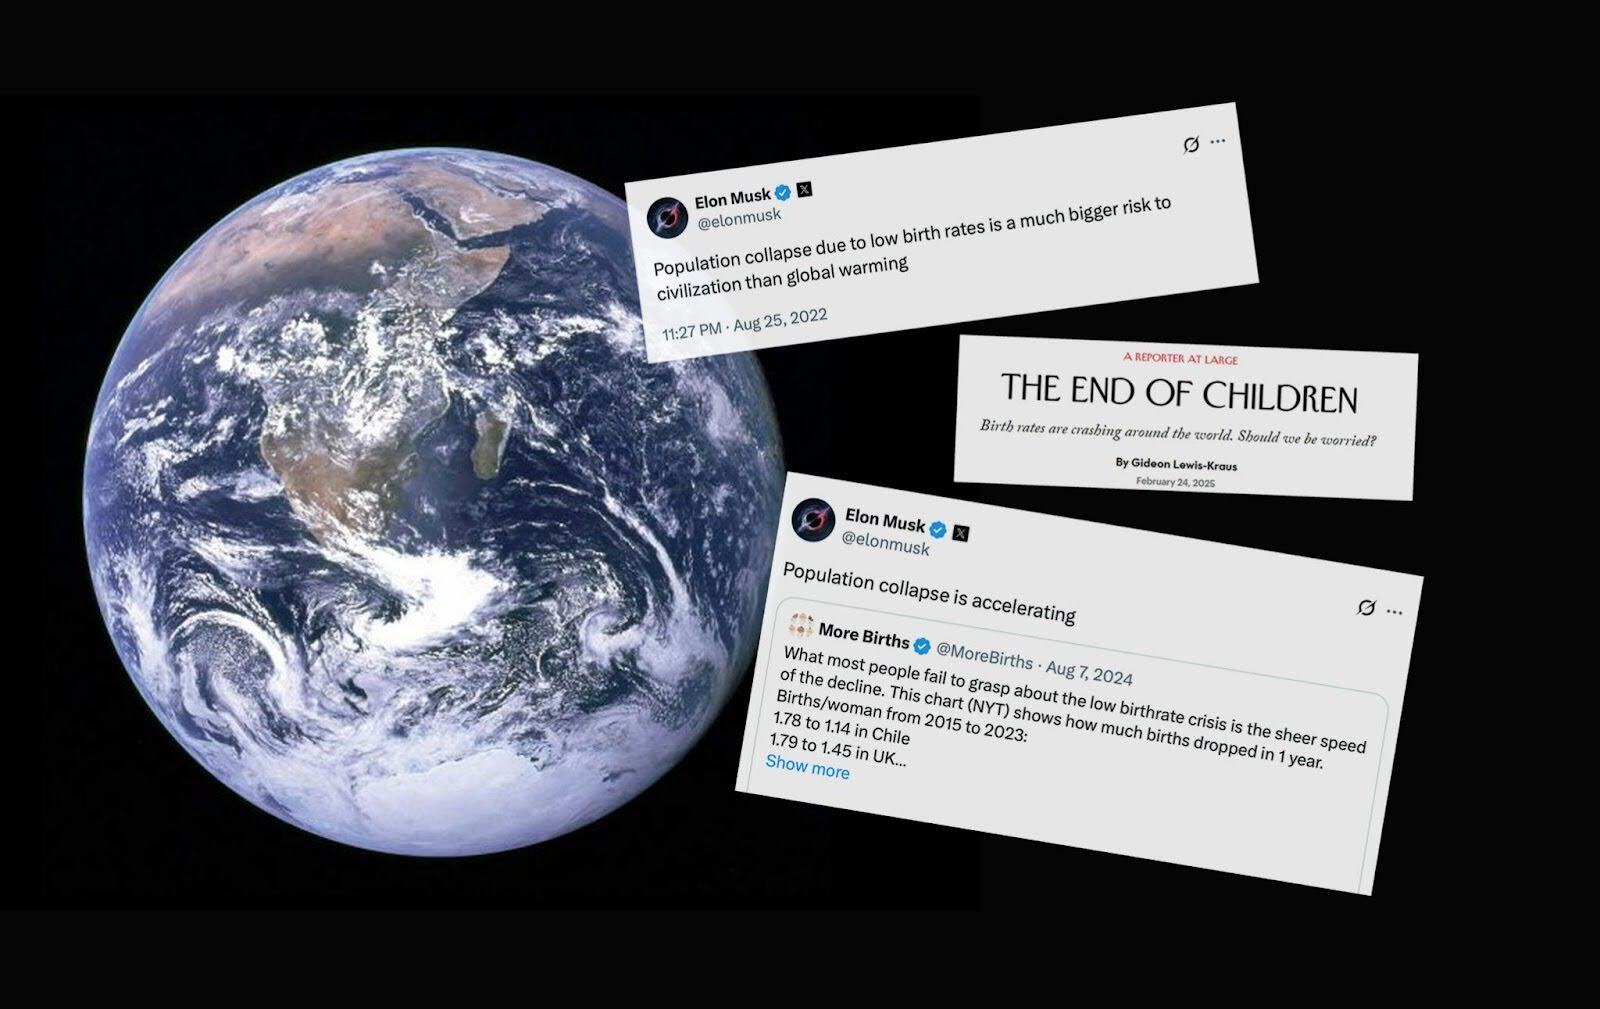 Elon Musk
@elonmusk
Population collapse due to low birth rates is a much bigger risk to
civilization than global warming
11:27 PM · Aug 25, 2022
A REPORTER AT LARGE
THE END OF CHILDREN
Birth rates are crashing around the world. Should we be worried?
By Gideon Lewis-Kraus
February 24, 2025
Elon Musk
@elonmusk
Population collapse is accelerating
More Births @MoreBirths · Aug 7, 2024
What most people fail to grasp about the low birthrate crisis is the sheer speed
of the decline. This chart (NYT) shows how much births dropped in 1 year.
Births/woman from 2015 to 2023:
1.78 to 1.14 in Chile
1.79 to 1.45 in UK...
Show more